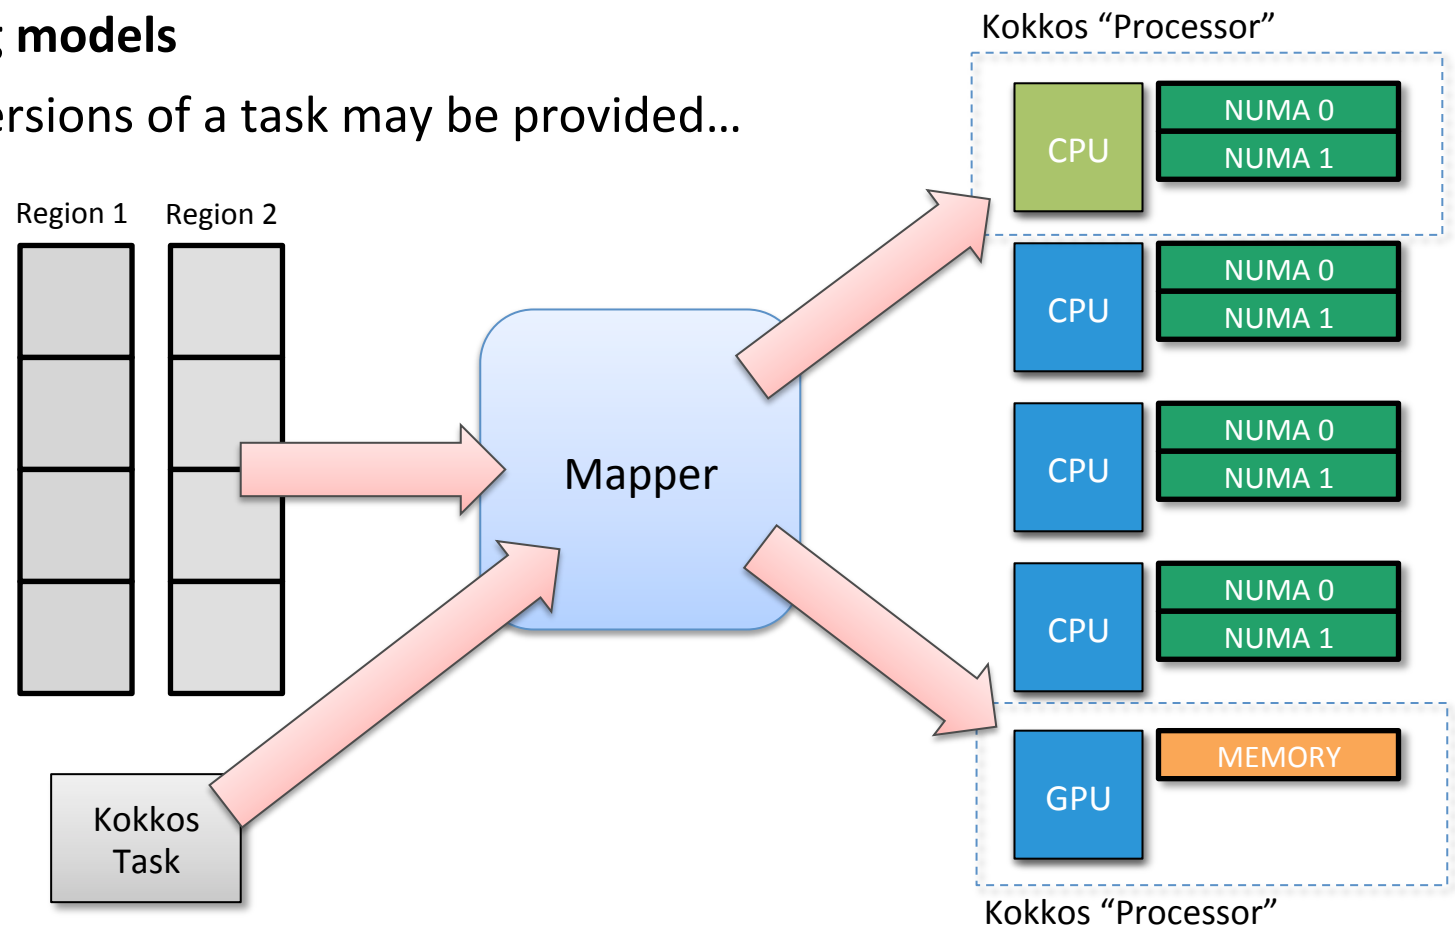 models
ersions of a task may be provided…
Kokkos “Processor”
CPU
NUMA 0
NUMA 1
Region 1
Region 2
CPU
NUMA 0
NUMA 1
Mapper
CPU
NUMA 0
NUMA 1
CPU
NUMA 0
NUMA 1
GPU
MEMORY
Kokkos
Task
Kokkos “Processor”